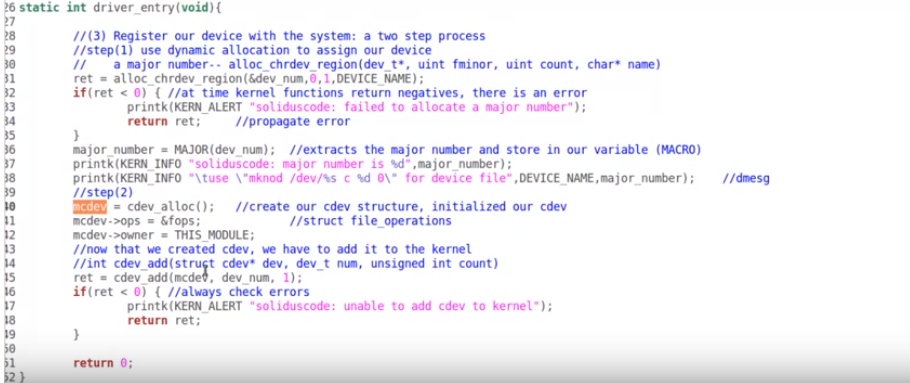 26 static int driver_entry(void){
27
28 //(3) Register our device with the system: a two step process
29 //step(1) use dynamic allocation to assign our device
30 // a major number-- alloc_chrdev_region(dev_t*, uint fminor, uint count, char* name)
31 ret = alloc_chrdev_region(&dev_num,0,1,DEVICE_NAME);
32 if(ret < 0) { //at time kernel functions return negatives, there is an error
33 printk(KERN_ALERT "soliduscode: failed to allocate a major number");
34 return ret; //propagate error
35 }
36 major_number = MAJOR(dev_num); //extracts the major number and store in our variable (MACRO)
37 printk(KERN_INFO "soliduscode: major number is %d",major_number);
38 printk(KERN_INFO "\tuse \"mknod /dev/%s c %d 0\" for device file",DEVICE_NAME,major_number); //dmesg
39 //step(2)
40 mcdev = cdev_alloc(); //create our cdev structure, initialized our cdev
41 mcdev->ops = &fops; //struct file_operations
42 mcdev->owner = THIS_MODULE;
43 //now that we created cdev, we have to add it to the kernel
44 //int cdev_add(struct cdev* dev, dev_t num, unsigned int count)
45 ret = cdev_add(mcdev, dev_num, 1);
46 if(ret < 0) { //always check errors
47 printk(KERN_ALERT "soliduscode: unable to add cdev to kernel");
48 return ret;
49 }
50
51 return 0;
52 }